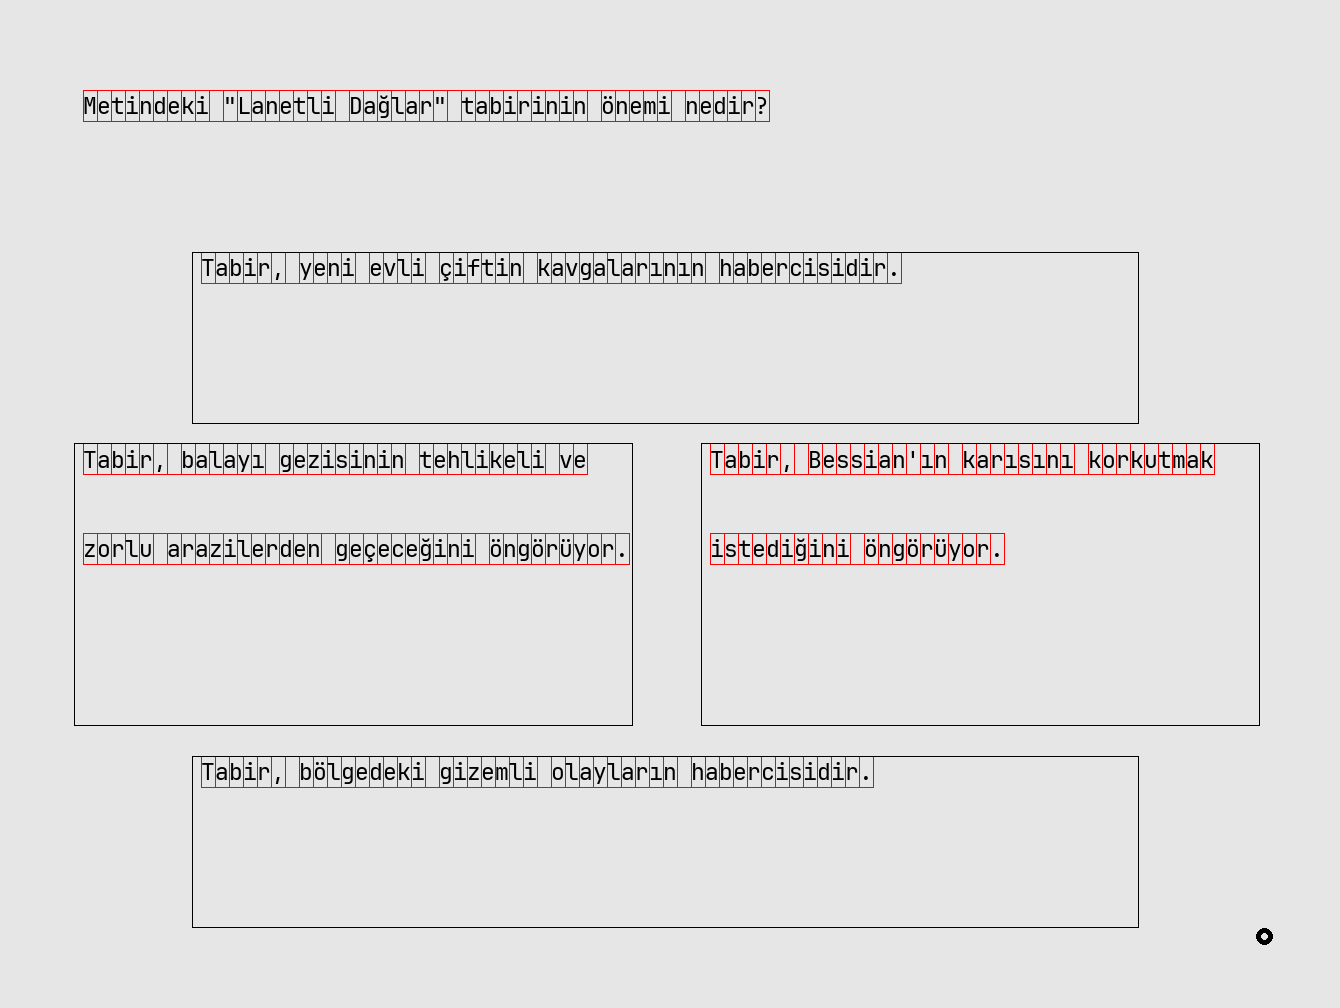 Metindeki "Lanetli Dağlar" tabirinin önemi nedir?
Tabir, yeni evli çiftin kavgalarının habercisidir.
Tabir, balayı gezisinin tehlikeli ve
zorlu arazilerden geçeceğini öngörüyor.
Tabir, Bessian'ın karısını korkutmak
istediğini öngörüyor.
Tabir, bölgedeki gizemli olayların habercisidir.